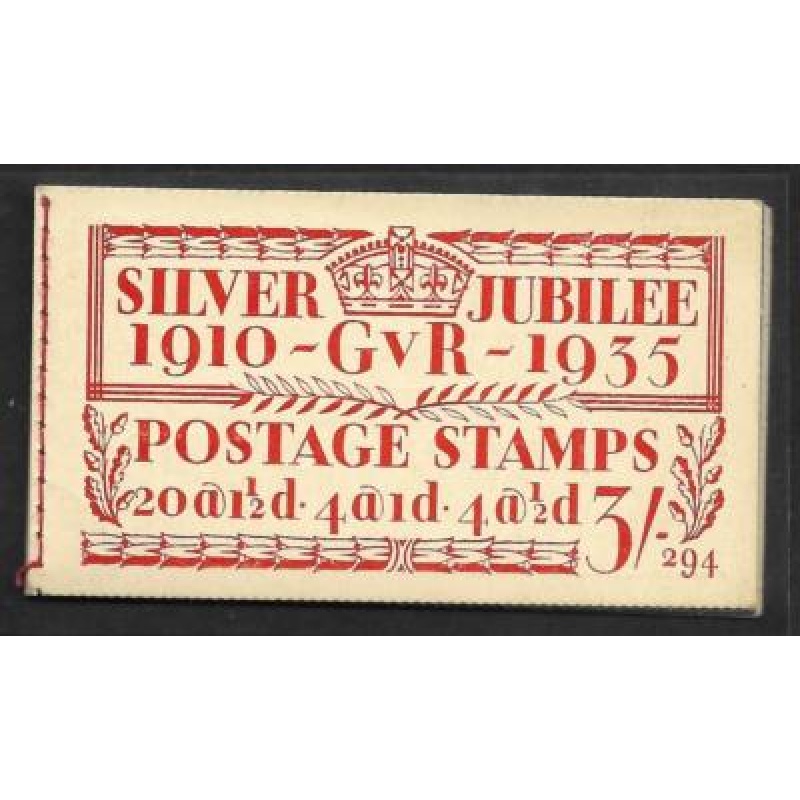 SILVER JUBILEE
1910 ~ GVR ~ 1935
POSTAGE STAMPS
20@1½d· 4@1d· 4@½d 3/-
294